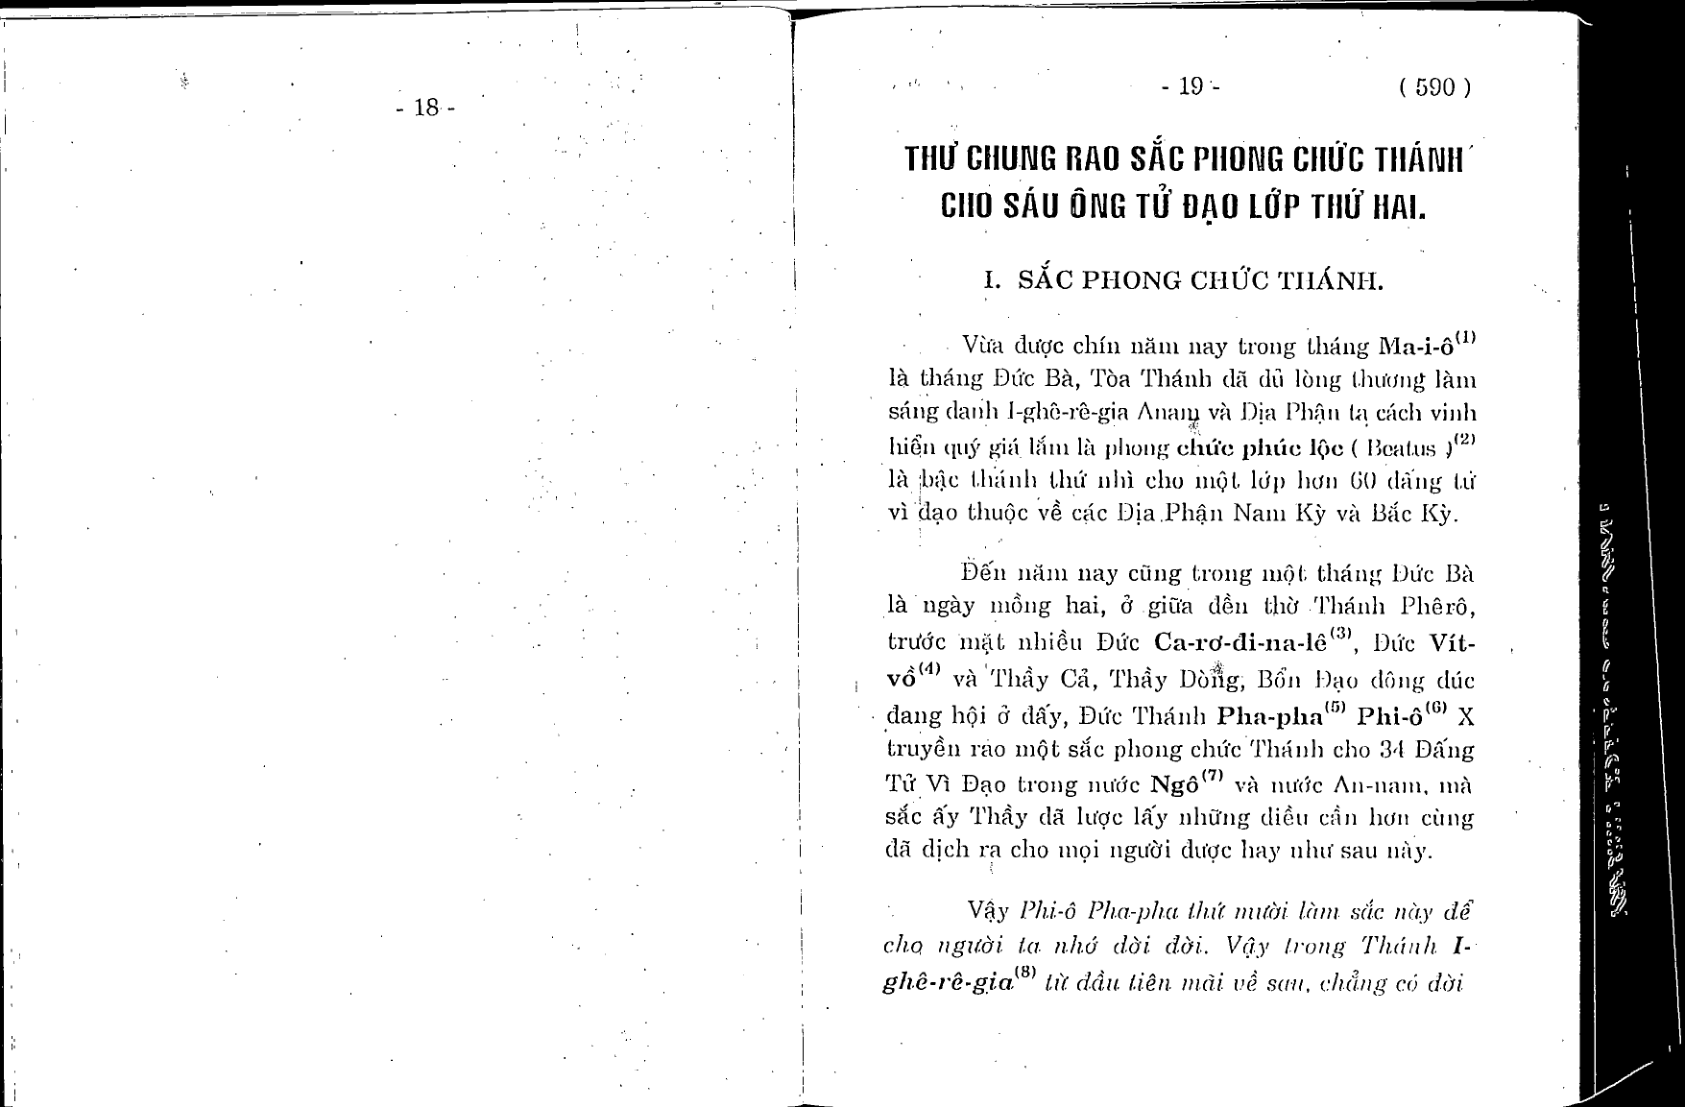 - 18 -
- 19 -
( 590 )
THƯ CHUNG RAO SẮC PHONG CHỨC THÁNH
CHO SÁU ÔNG TỬ ĐẠO LỚP THỨ HAI.
I. SẮC PHONG CHỨC THÁNH.
Vừa được chín năm nay trong tháng Ma-i-ô(1)
là tháng Đức Bà, Tòa Thánh đã đủ lòng thương làm
sáng danh I-ghê-rê-gia Anam và Địa Phận ta cách vinh
hiển quý giá lắm là phong chức phúc lộc ( Beatus )(2)
là bậc thánh thứ nhì cho một lớp hơn 60 đấng tử
vì đạo thuộc về các Địa Phận Nam Kỳ và Bắc Kỳ.
Đến năm nay cũng trong một tháng Đức Bà
là ngày mồng hai, ở giữa đền thờ Thánh Phêrô,
trước mặt nhiều Đức Ca-rơ-đi-na-lê(3), Đức Vít-
vồ(4) và Thầy Cả, Thầy Dòng, Bổn Đạo đông đúc
đang hội ở đấy, Đức Thánh Pha-pha(5) Phi-ô(6) X
truyền rao một sắc phong chức Thánh cho 34 Đấng
Tử Vì Đạo trong nước Ngô(7) và nước An-nam, mà
sắc ấy Thầy đã lược lấy những điều cần hơn cùng
đã dịch ra cho mọi người được hay như sau này.
Vậy Phi-ô Pha-pha thứ mười làm sắc này để
cho người ta nhớ đời đời. Vậy trong Thánh I-
ghê-rê-gia(8) từ đầu tiên mãi về sau, chẳng có đời